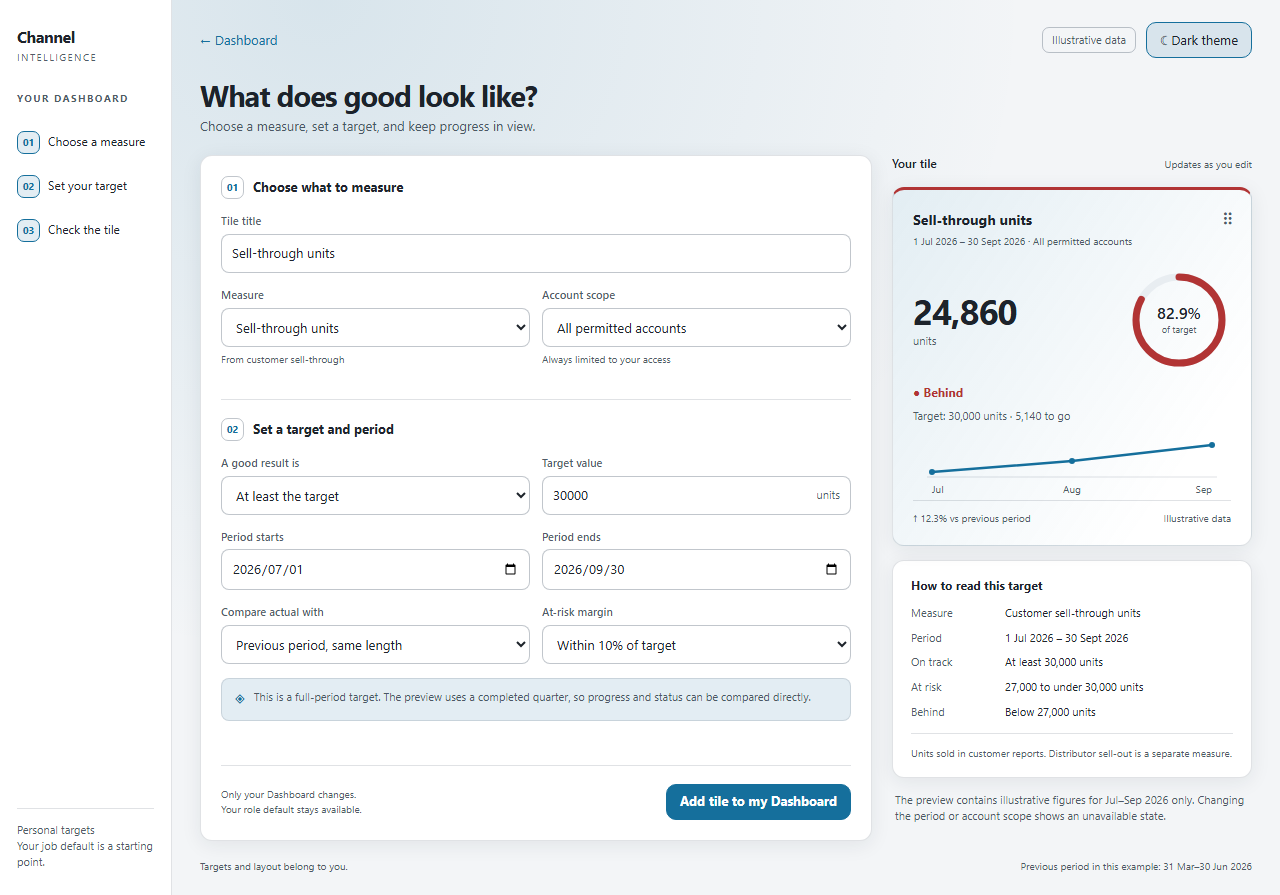 Channel
INTELLIGENCE
YOUR DASHBOARD
01 Choose a measure
02 Set your target
03 Check the tile
Personal targets
Your job default is a starting
point.
← Dashboard
Illustrative data
☾ Dark theme
What does good look like?
Choose a measure, set a target, and keep progress in view.
01 Choose what to measure
Tile title
Sell-through units
Measure
Account scope
Sell-through units
All permitted accounts
From customer sell-through
Always limited to your access
02 Set a target and period
A good result is
Target value
At least the target
30000 units
Period starts
Period ends
2026/07/01
2026/09/30
Compare actual with
At-risk margin
Previous period, same length
Within 10% of target
◈ This is a full-period target. The preview uses a completed quarter, so progress and status can be compared directly.
Only your Dashboard changes.
Your role default stays available.
Add tile to my Dashboard
Your tile
Updates as you edit
Sell-through units
1 Jul 2026 – 30 Sept 2026 · All permitted accounts
24,860
units
82.9%
of target
● Behind
Target: 30,000 units · 5,140 to go
Jul Aug Sep
↑ 12.3% vs previous period
Illustrative data
How to read this target
Measure Customer sell-through units
Period 1 Jul 2026 – 30 Sept 2026
On track At least 30,000 units
At risk 27,000 to under 30,000 units
Behind Below 27,000 units
Units sold in customer reports. Distributor sell-out is a separate measure.
The preview contains illustrative figures for Jul–Sep 2026 only. Changing
the period or account scope shows an unavailable state.
Targets and layout belong to you.
Previous period in this example: 31 Mar–30 Jun 2026